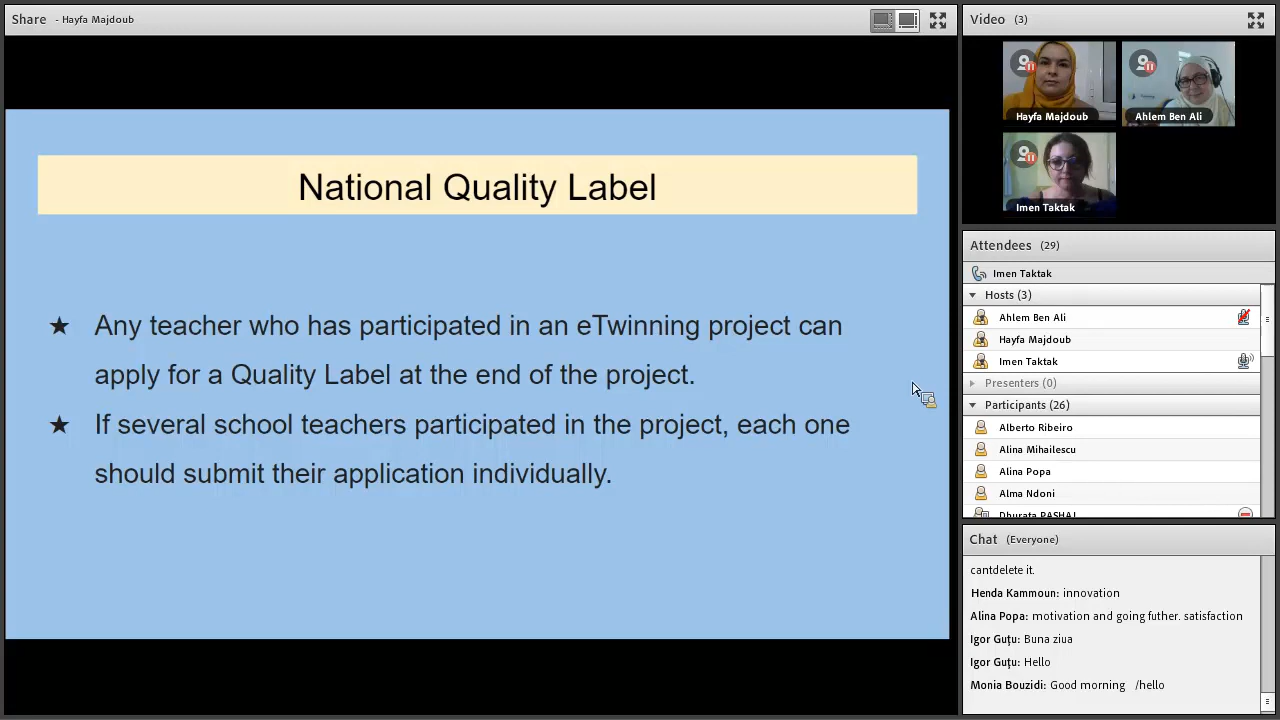 Share - Hayfa Majdoub
National Quality Label
★ Any teacher who has participated in an eTwinning project can
apply for a Quality Label at the end of the project.
★ If several school teachers participated in the project, each one
should submit their application individually.
Video (3)
Hayfa Majdoub
Ahlem Ben Ali
Imen Taktak
Attendees (29)
Imen Taktak
Hosts (3)
Ahlem Ben Ali
Hayfa Majdoub
Imen Taktak
Presenters (0)
Participants (26)
Alberto Ribeiro
Alina Mihailescu
Alina Popa
Alma Ndoni
Dhurata PASHAJ
Chat (Everyone)
cantdelete it.
Henda Kammoun: innovation
Alina Popa: motivation and going futher. satisfaction
Igor Guțu: Buna ziua
Igor Guțu: Hello
Monia Bouzidi: Good morning /hello